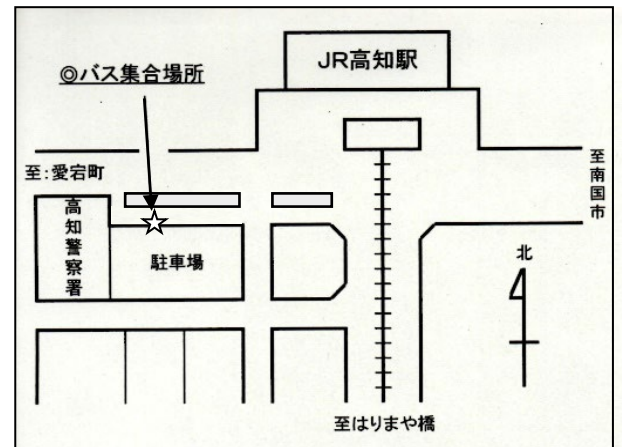 JR高知駅
◎バス集合場所
至:愛宕町
至南国市
高知警察署
駐車場
北
至はりまや橋